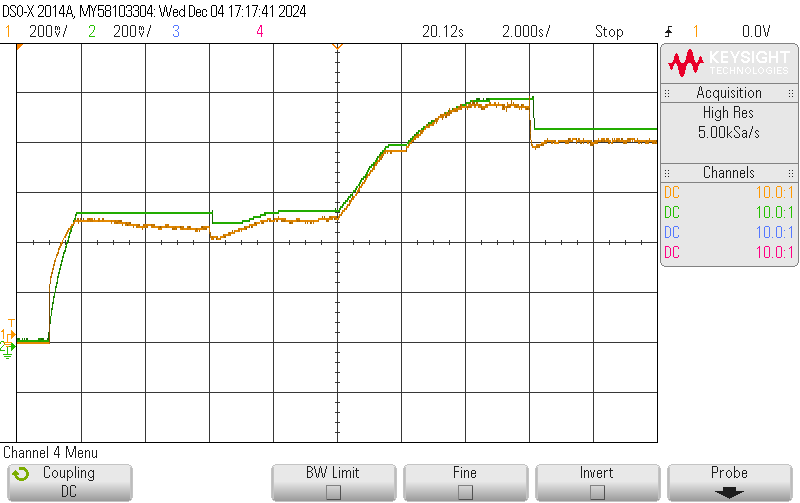 DSO-X 2014A, MY58103304: Wed Dec 04 17:17:41 2024
1 200mV/ 2 200mV/ 3 4 20.12s 2.000s/ Stop 1 0.0V
KEYSIGHT
TECHNOLOGIES
Acquisition
High Res
5.00kSa/s
Channels
DC 10.0:1
DC 10.0:1
DC 10.0:1
DC 10.0:1
T
1
2
Channel 4 Menu
Coupling
DC
BW Limit
Fine
Invert
Probe